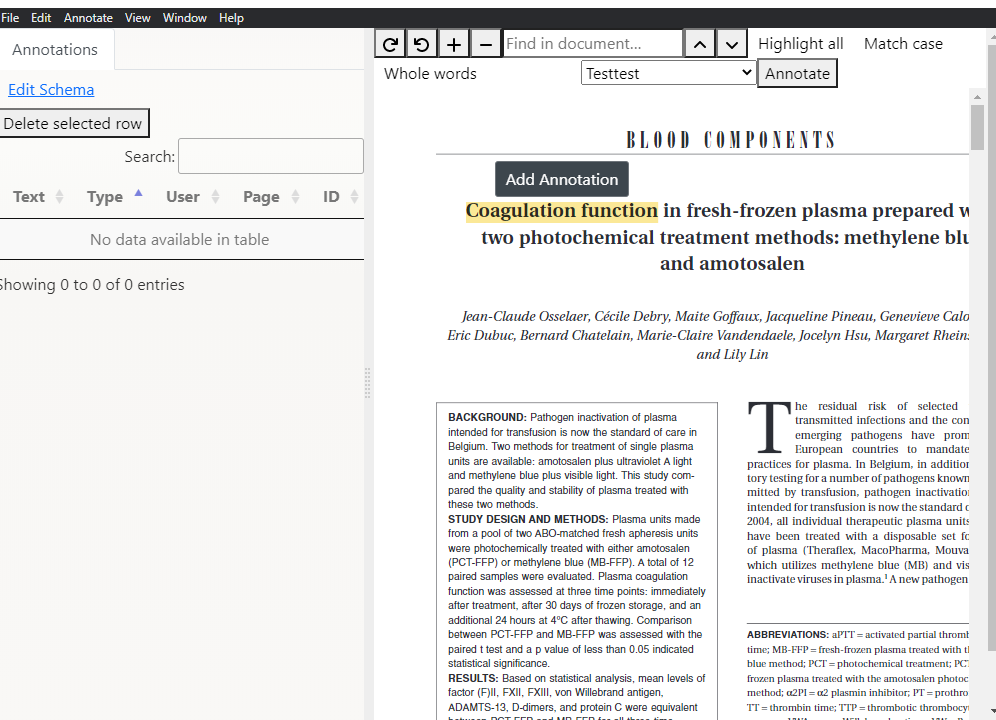 File Edit Annotate View Window Help
Annotations
Edit Schema
Delete selected row
Search:
Text Type User Page ID
No data available in table
Showing 0 to 0 of 0 entries
Find in document... Highlight all Match case
Whole words Testtest Annotate
BLOOD COMPONENTS
Add Annotation
Coagulation function in fresh-frozen plasma prepared w
two photochemical treatment methods: methylene blu
and amotosalen
Jean-Claude Osselaer, Cécile Debry, Maite Goffaux, Jacqueline Pineau, Genevieve Calo
Eric Dubuc, Bernard Chatelain, Marie-Claire Vandendaele, Jocelyn Hsu, Margaret Rheins
and Lily Lin
BACKGROUND: Pathogen inactivation of plasma
intended for transfusion is now the standard of care in
Belgium. Two methods for treatment of single plasma
units are available: amotosalen plus ultraviolet A light
and methylene blue plus visible light. This study com-
pared the quality and stability of plasma treated with
these two methods.
STUDY DESIGN AND METHODS: Plasma units made
from a pool of two ABO-matched fresh apheresis units
were photochemically treated with either amotosalen
(PCT-FFP) or methylene blue (MB-FFP). A total of 12
paired samples were evaluated. Plasma coagulation
function was assessed at three time points: immediately
after treatment, after 30 days of frozen storage, and an
additional 24 hours at 4°C after thawing. Comparison
between PCT-FFP and MB-FFP was assessed with the
paired t test and a p value of less than 0.05 indicated
statistical significance.
RESULTS: Based on statistical analysis, mean levels of
factor (F)II, FXII, FXIII, von Willebrand antigen,
ADAMTS-13, D-dimers, and protein C were equivalent
between PCT-FFP and MB-FFP for all three time
The residual risk of selected
transmitted infections and the con
emerging pathogens have prom
European countries to mandate
practices for plasma. In Belgium, in addition
tory testing for a number of pathogens known
mitted by transfusion, pathogen inactivation
intended for transfusion is now the standard o
2004, all individual therapeutic plasma units
have been treated with a disposable set fo
of plasma (Theraflex, MacoPharma, Mouva
which utilizes methylene blue (MB) and vis
inactivate viruses in plasma.1 A new pathogen
ABBREVIATIONS: aPTT = activated partial thromb
time; MB-FFP = fresh-frozen plasma treated with t
blue method; PCT = photochemical treatment; PCT
frozen plasma treated with the amotosalen photoc
method; α2PI = α2 plasmin inhibitor; PT = prothro
TT = thrombin time; TTP = thrombotic thrombocyt